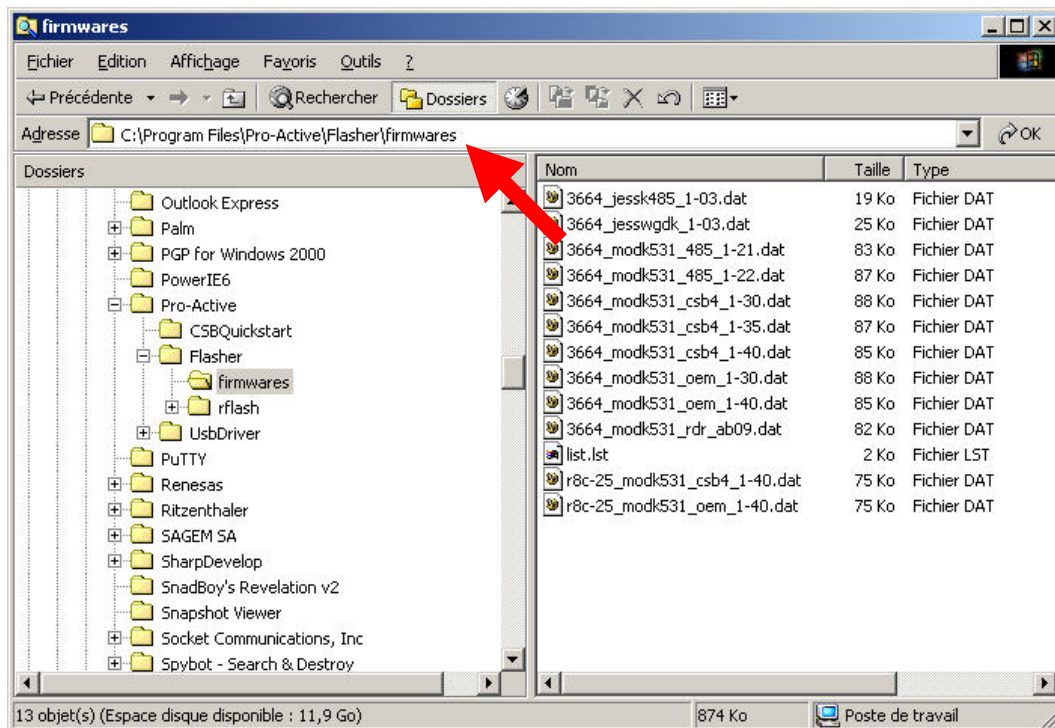 firmwares
Fichier Edition Affichage Favoris Outils ?
Précédente Rechercher Dossiers
Adresse C:\Program Files\Pro-Active\Flasher\firmwares OK
Dossiers
Outlook Express
Palm
PGP for Windows 2000
PowerIE6
Pro-Active
CSBQuickstart
Flasher
firmwares
rflash
UsbDriver
PuTTY
Renesas
Ritzenthaler
SAGEM SA
SharpDevelop
SnadBoy's Revelation v2
Snapshot Viewer
Socket Communications, Inc
Spybot - Search & Destroy
Nom Taille Type
3664_jessk485_1-03.dat 19 Ko Fichier DAT
3664_jesswgdk_1-03.dat 25 Ko Fichier DAT
3664_modk531_485_1-21.dat 83 Ko Fichier DAT
3664_modk531_485_1-22.dat 87 Ko Fichier DAT
3664_modk531_csb4_1-30.dat 88 Ko Fichier DAT
3664_modk531_csb4_1-35.dat 87 Ko Fichier DAT
3664_modk531_csb4_1-40.dat 85 Ko Fichier DAT
3664_modk531_oem_1-30.dat 88 Ko Fichier DAT
3664_modk531_oem_1-40.dat 85 Ko Fichier DAT
3664_modk531_rdr_ab09.dat 82 Ko Fichier DAT
list.lst 2 Ko Fichier LST
r8c-25_modk531_csb4_1-40.dat 75 Ko Fichier DAT
r8c-25_modk531_oem_1-40.dat 75 Ko Fichier DAT
13 objet(s) (Espace disque disponible : 11,9 Go) 874 Ko Poste de travail